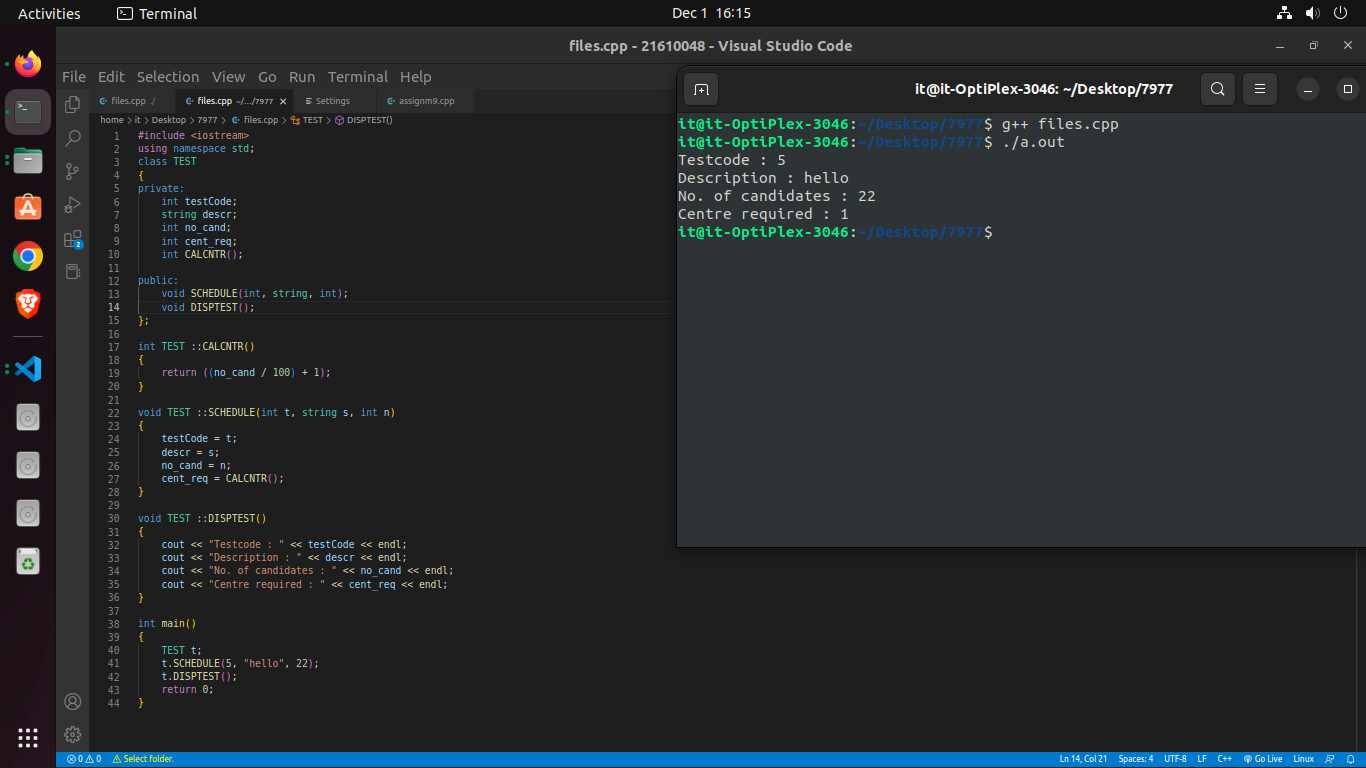 Activities Terminal Dec 1 16:15
files.cpp - 21610048 - Visual Studio Code
File Edit Selection View Go Run Terminal Help
files.cpp ./ files.cpp ~/.../7977 Settings assignm9.cpp
home > it > Desktop > 7977 > files.cpp > TEST > DISPTEST()
1 #include <iostream>
2 using namespace std;
3 class TEST
4 {
5 private:
6 int testCode;
7 string descr;
8 int no_cand;
9 int cent_req;
10 int CALCNTR();
11
12 public:
13 void SCHEDULE(int, string, int);
14 void DISPTEST();
15 };
16
17 int TEST ::CALCNTR()
18 {
19 return ((no_cand / 100) + 1);
20 }
21
22 void TEST ::SCHEDULE(int t, string s, int n)
23 {
24 testCode = t;
25 descr = s;
26 no_cand = n;
27 cent_req = CALCNTR();
28 }
29
30 void TEST ::DISPTEST()
31 {
32 cout << "Testcode : " << testCode << endl;
33 cout << "Description : " << descr << endl;
34 cout << "No. of candidates : " << no_cand << endl;
35 cout << "Centre required : " << cent_req << endl;
36 }
37
38 int main()
39 {
40 TEST t;
41 t.SCHEDULE(5, "hello", 22);
42 t.DISPTEST();
43 return 0;
44 }
it@it-OptiPlex-3046: ~/Desktop/7977
it@it-OptiPlex-3046:~/Desktop/7977$ g++ files.cpp
it@it-OptiPlex-3046:~/Desktop/7977$ ./a.out
Testcode : 5
Description : hello
No. of candidates : 22
Centre required : 1
it@it-OptiPlex-3046:~/Desktop/7977$
2
0 0 Select folder. Ln 14, Col 21 Spaces: 4 UTF-8 LF C++ Go Live Linux